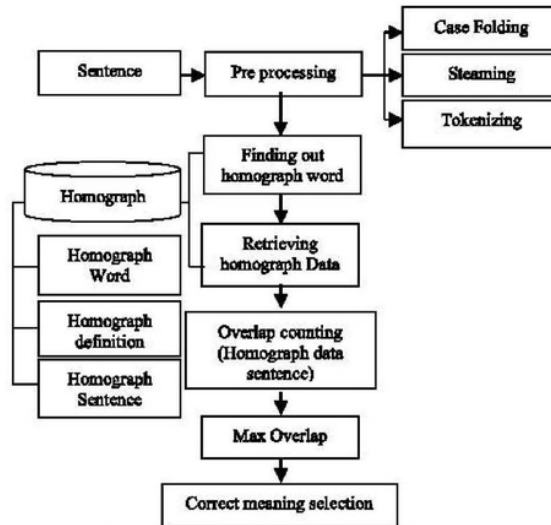 Case Folding
Sentence
Pre processing
Steaming
Tokenizing
Finding out
homograph word
Homograph
Retrieving
homograph Data
Homograph
Word
Homograph
definition
Overlap counting
(Homograph data
sentence)
Homograph
Sentence
Max Overlap
Correct meaning selection